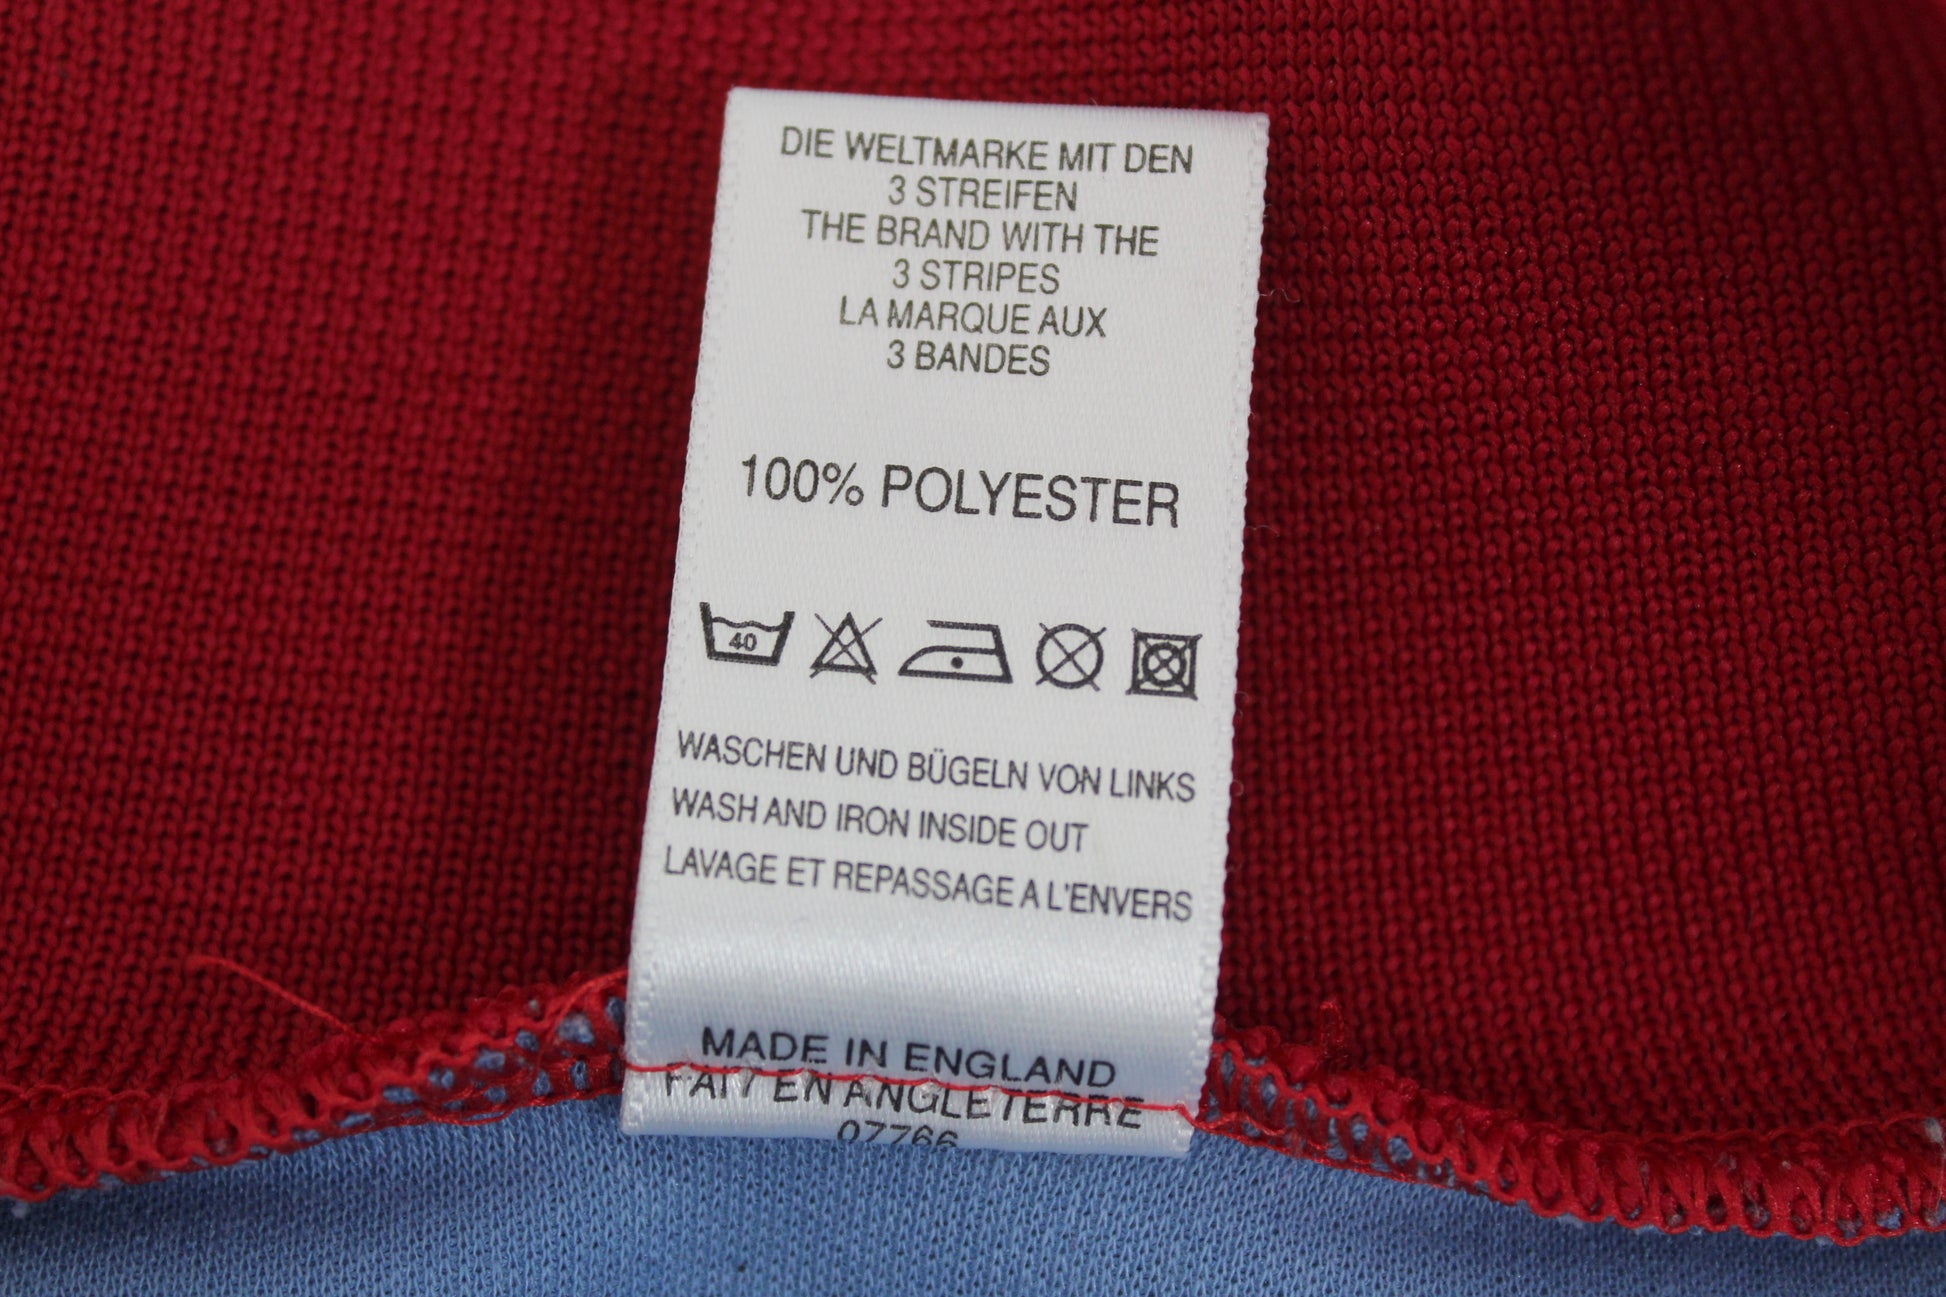 DIE WELTMARKE MIT DEN
3 STREIFEN
THE BRAND WITH THE
3 STRIPES
LA MARQUE AUX
3 BANDES
100% POLYESTER
40
WASCHEN UND BÜGELN VON LINKS
WASH AND IRON INSIDE OUT
LAVAGE ET REPASSAGE A L'ENVERS
MADE IN ENGLAND
FAIT EN ANGLETERRE
07766